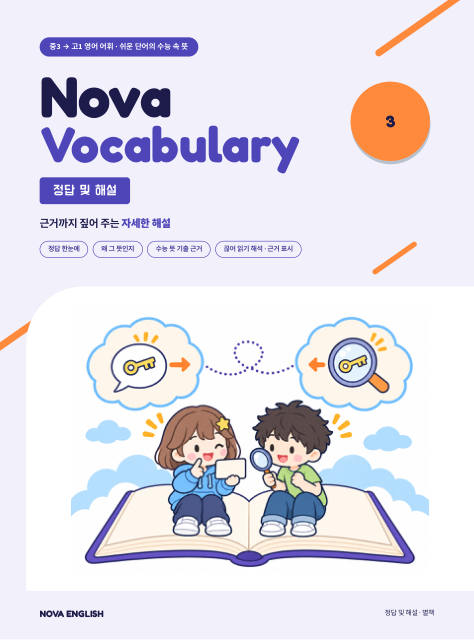 중3 → 고1 영어 어휘 · 쉬운 단어의 수능 속 뜻
Nova
Vocabulary
3
정답 및 해설
근거까지 짚어 주는 자세한 해설
정답 한눈에
왜 그 뜻인지
수능 뜻 기출 근거
끊어 읽기 해석 · 근거 표시
NOVA ENGLISH
정답 및 해설 · 별책